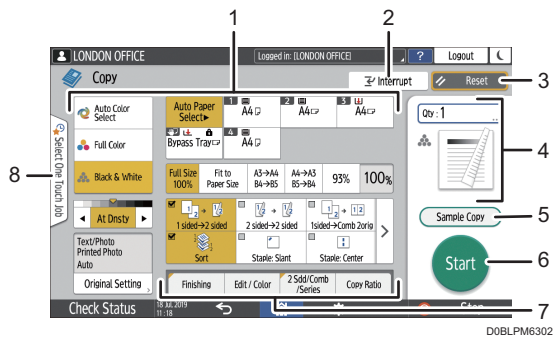 1
2
LONDON OFFICE
Logged in: [LONDON OFFICE]
?
Logout
Copy
Interrupt
Reset
3
Auto Color
Select
Full Color
Black & White
At Dnsty
Text/Photo
Printed Photo
Auto
Original Setting
Auto Paper
Select▶
1
A4
2
A4
3
A4
Bypass Tray
4
A4
Full Size
100%
Fit to
Paper Size
A3→A4
B4→B5
A4→A3
B5→B4
93%
100%
1 sided→2 sided
2 sided→2 sided
1sided→Comb 2orig
Sort
Staple: Slant
Staple: Center
Finishing
Edit / Color
2 Sdd/Comb
/Series
Copy Ratio
Qty : 1
4
Sample Copy
5
Start
6
8
Select One Touch Job
Check Status
18 JUL 2019
11 : 18
7
D0BLPM6302